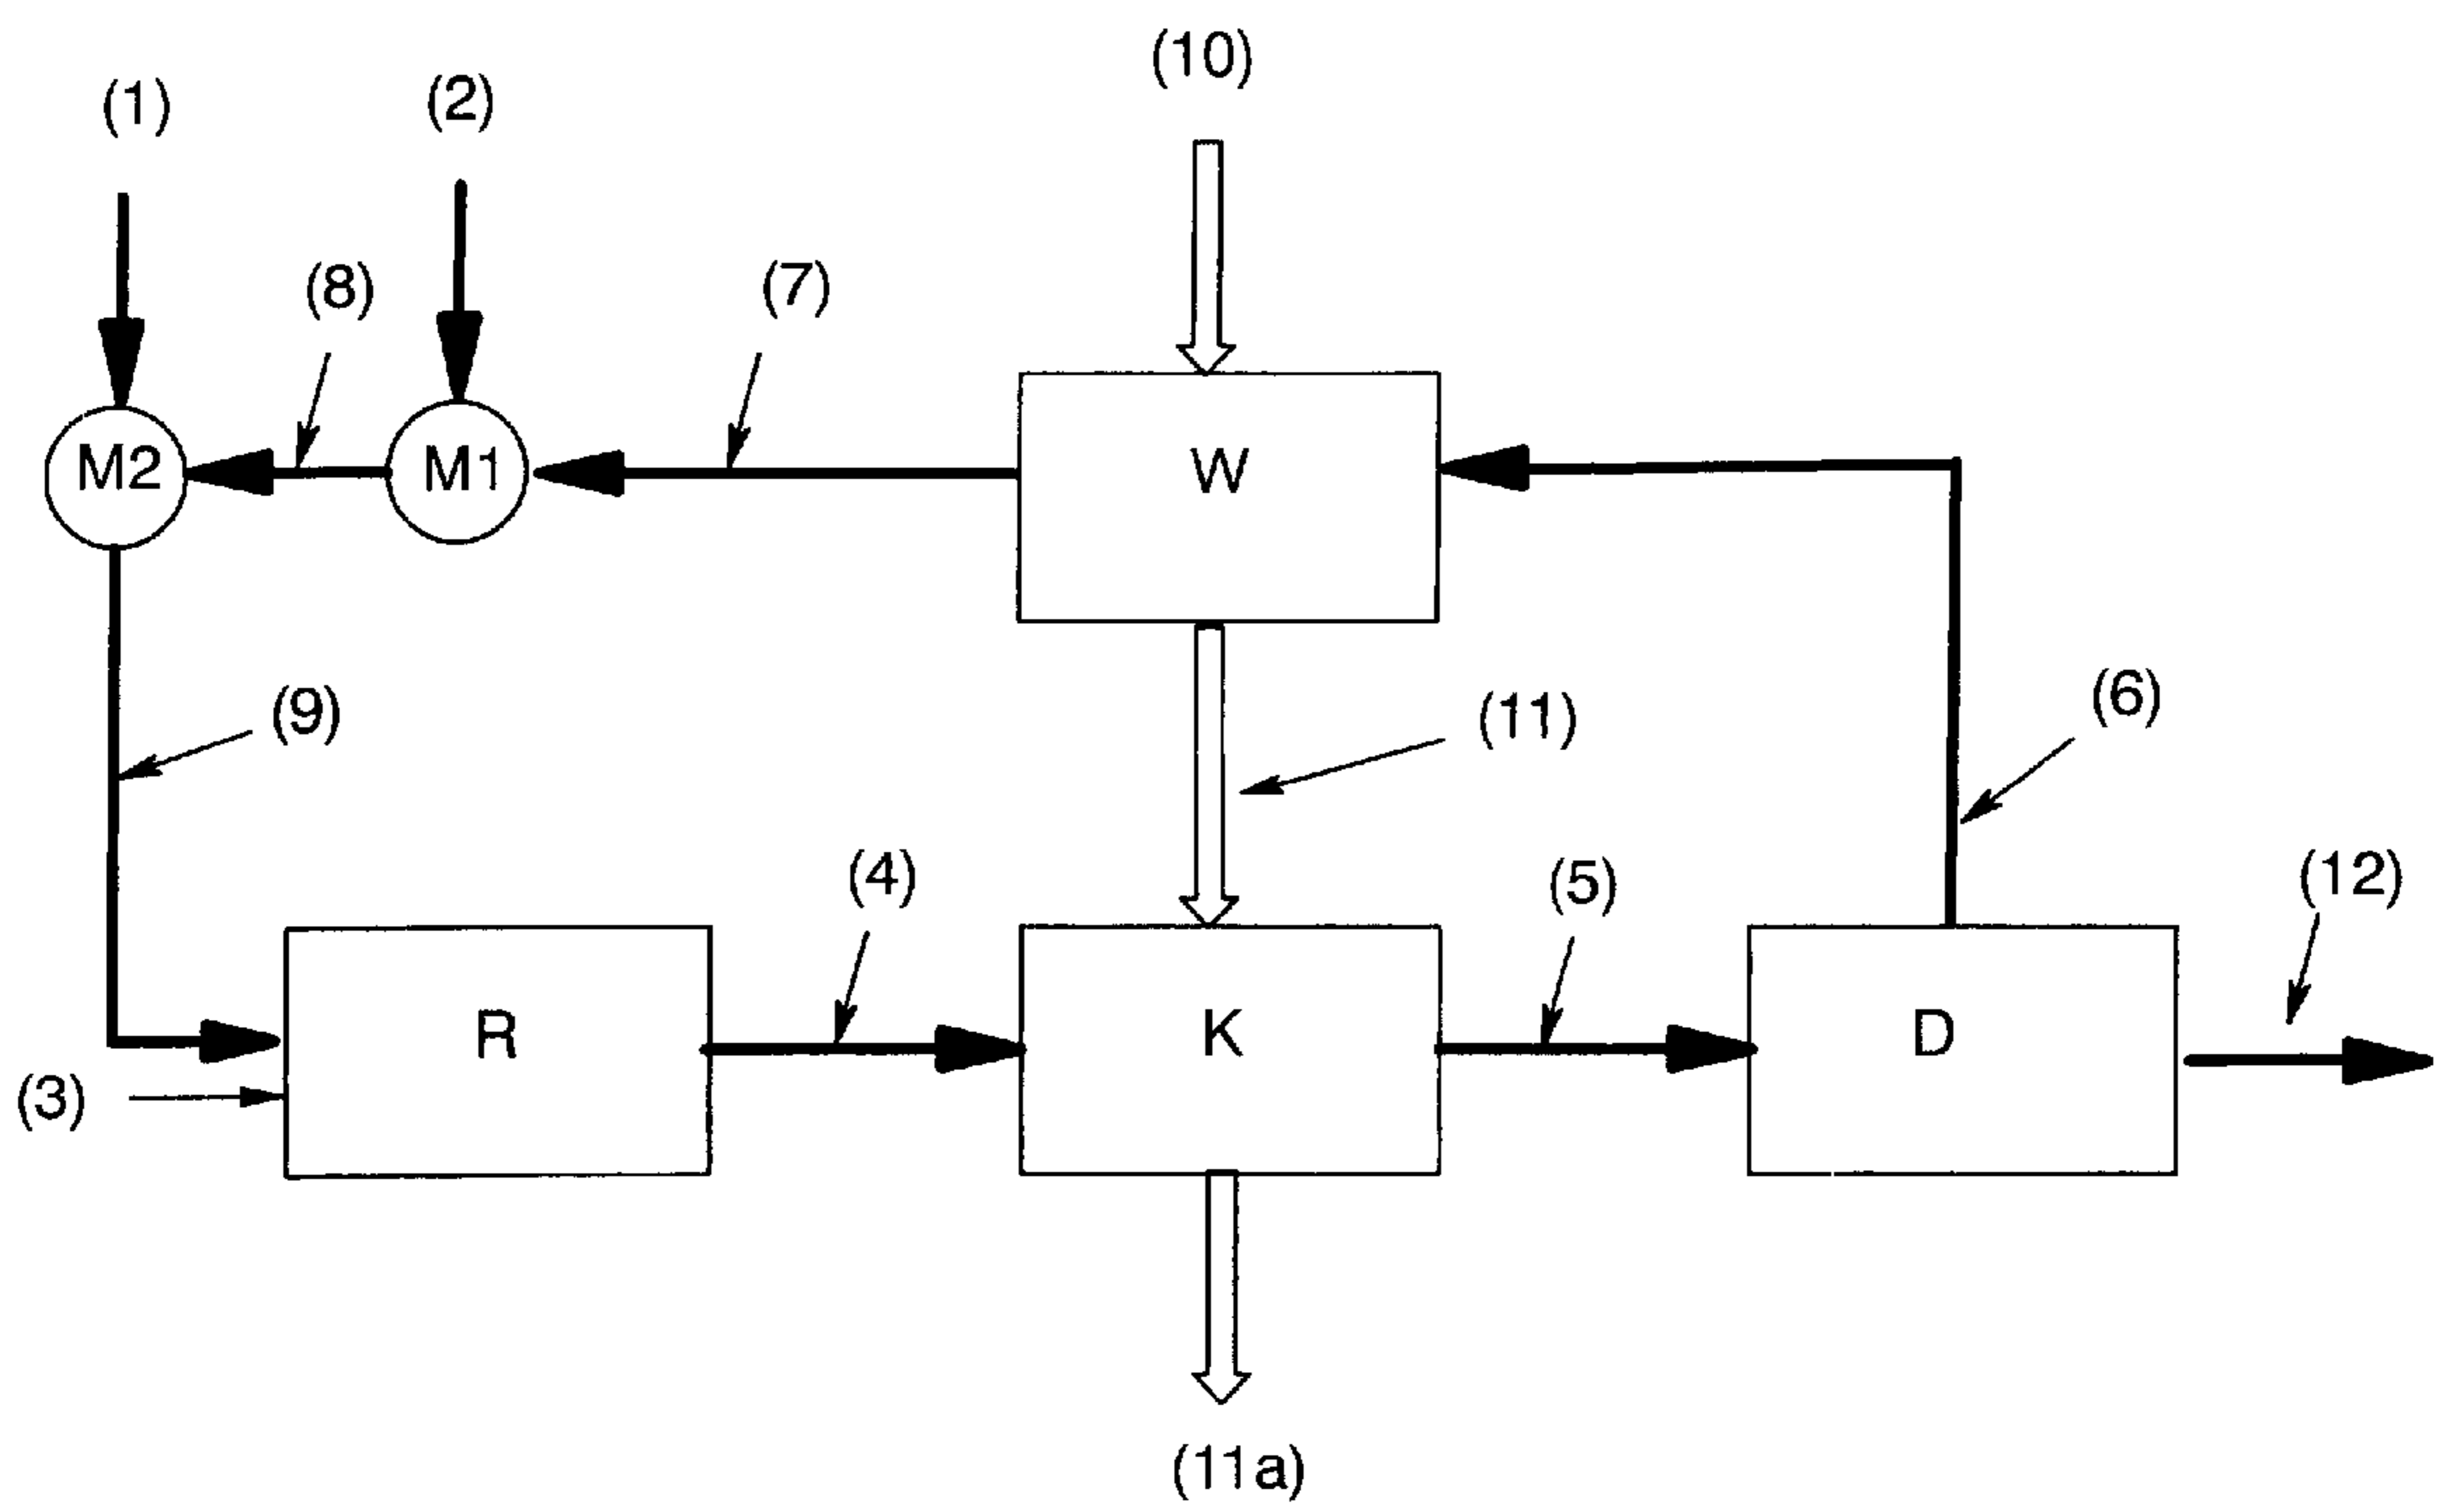 (10)
(1)
(2)
(8)
(7)
M2
M1
W
(9)
(11)
(6)
(4)
(5)
(12)
R
K
D
(3)
(11a)